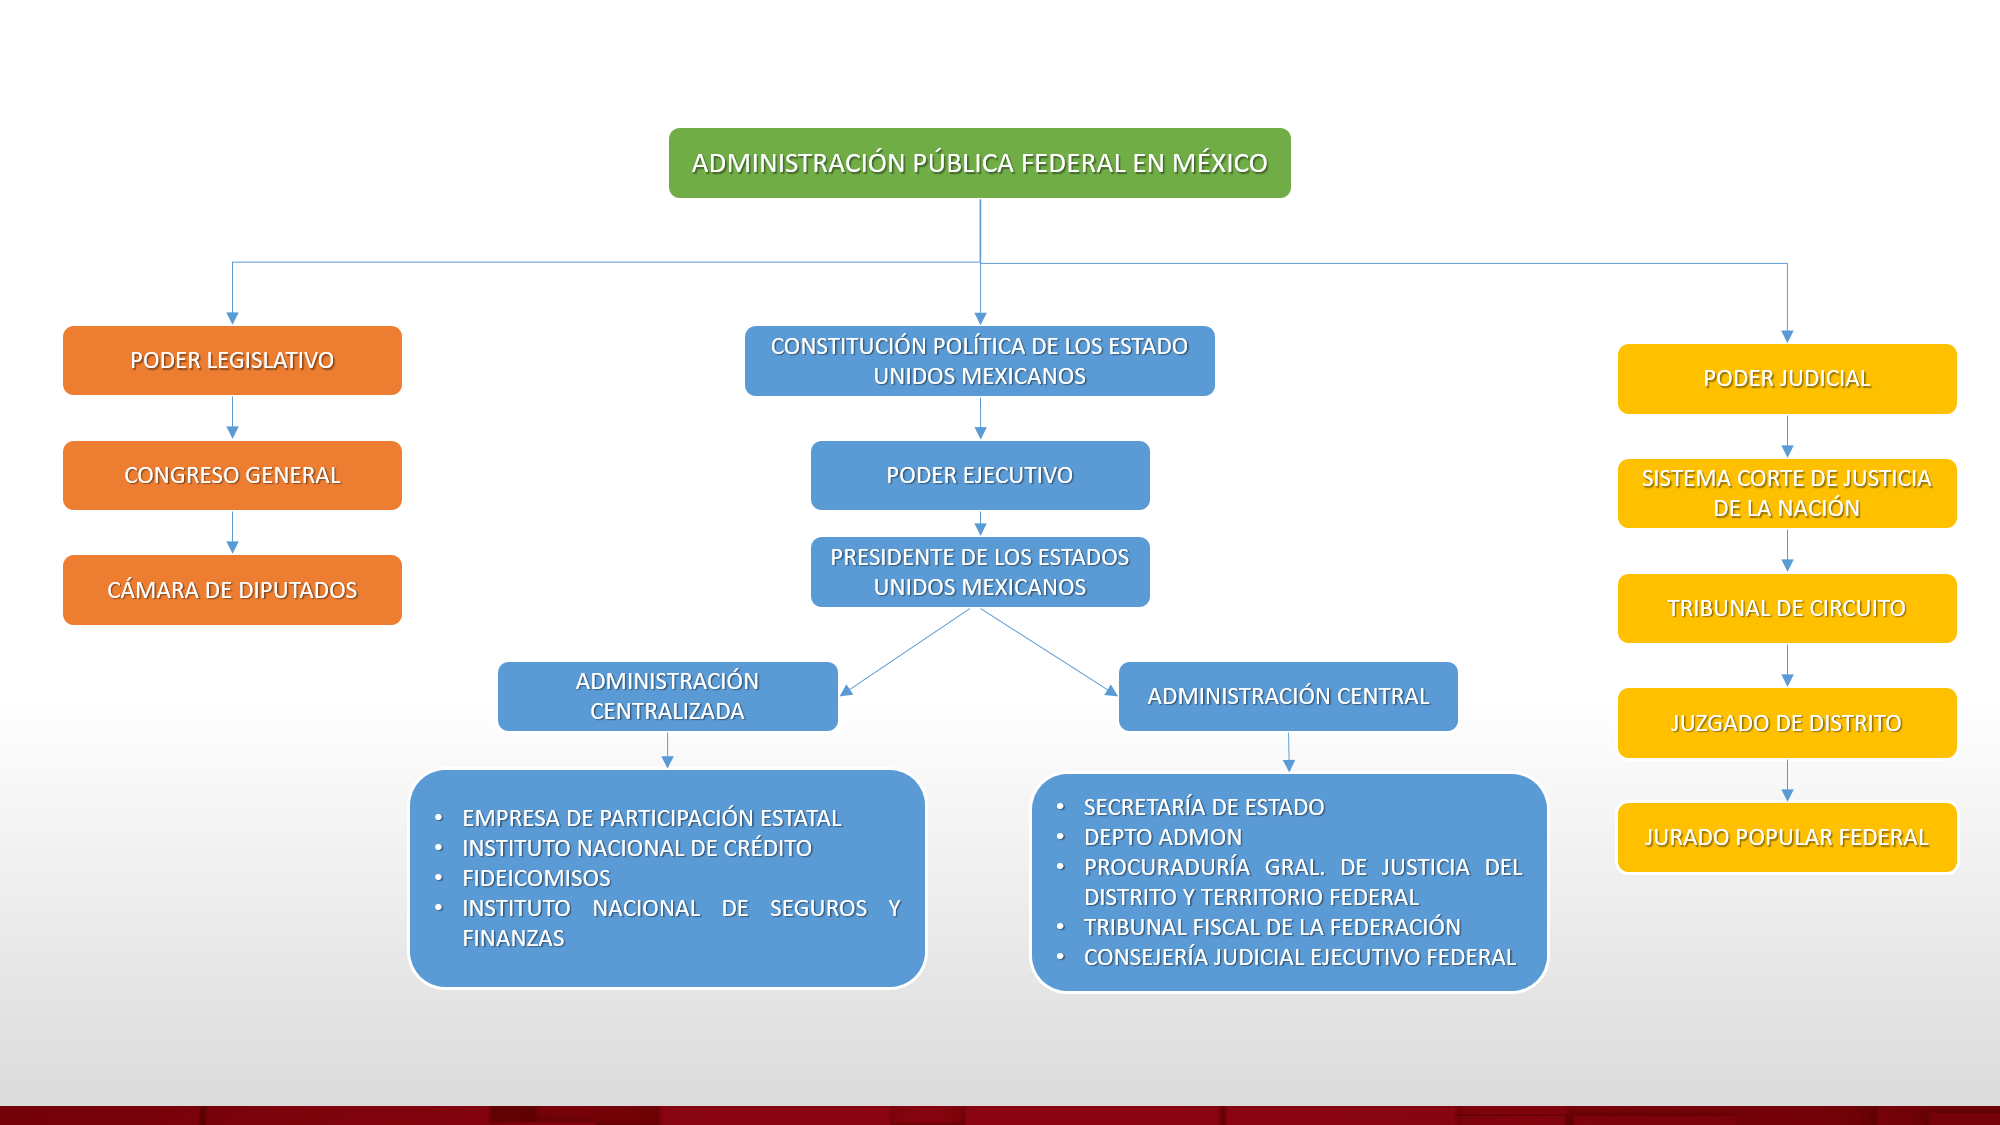 ADMINISTRACIÓN PÚBLICA FEDERAL EN MÉXICO
PODER LEGISLATIVO
CONGRESO GENERAL
CÁMARA DE DIPUTADOS
CONSTITUCIÓN POLÍTICA DE LOS ESTADO
UNIDOS MEXICANOS
PODER EJECUTIVO
PRESIDENTE DE LOS ESTADOS
UNIDOS MEXICANOS
ADMINISTRACIÓN
CENTRALIZADA
• EMPRESA DE PARTICIPACIÓN ESTATAL
• INSTITUTO NACIONAL DE CRÉDITO
• FIDEICOMISOS
• INSTITUTO NACIONAL DE SEGUROS Y
FINANZAS
ADMINISTRACIÓN CENTRAL
• SECRETARÍA DE ESTADO
• DEPTO ADMON
• PROCURADURÍA GRAL. DE JUSTICIA DEL
DISTRITO Y TERRITORIO FEDERAL
• TRIBUNAL FISCAL DE LA FEDERACIÓN
• CONSEJERÍA JUDICIAL EJECUTIVO FEDERAL
PODER JUDICIAL
SISTEMA CORTE DE JUSTICIA
DE LA NACIÓN
TRIBUNAL DE CIRCUITO
JUZGADO DE DISTRITO
JURADO POPULAR FEDERAL